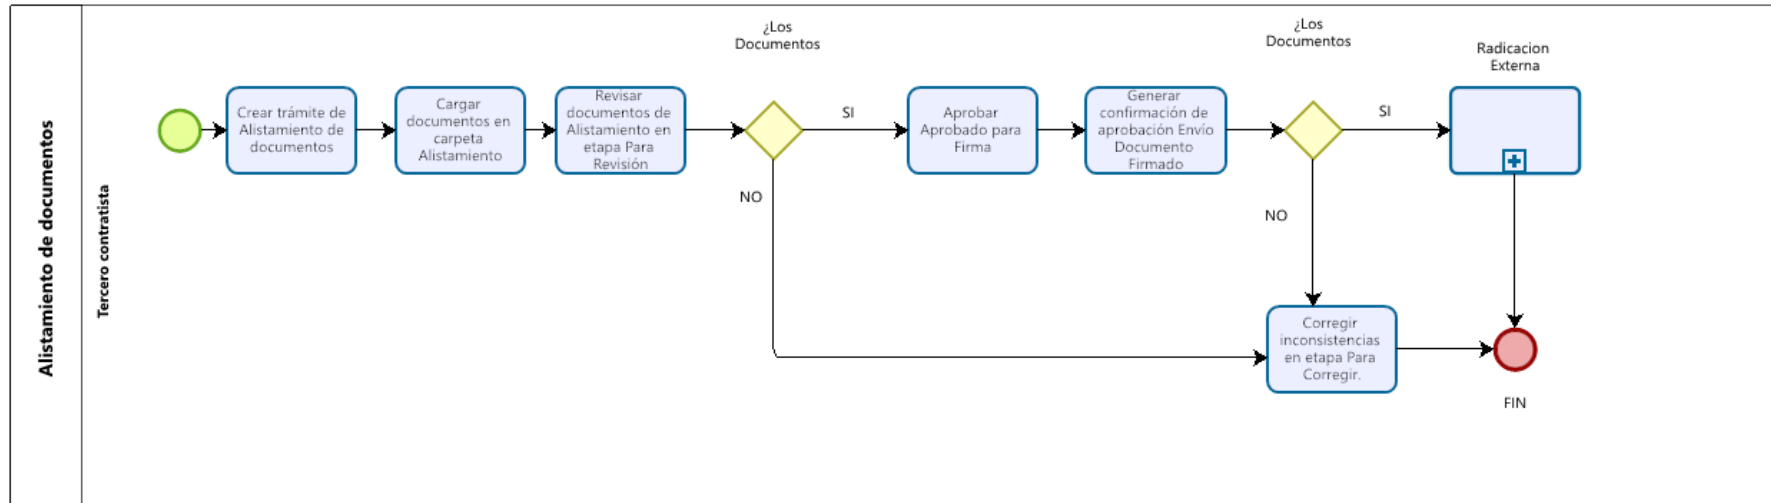 Alistamiento de documentos
Tercero contratista
Crear trámite de
Alistamiento de
documentos
Cargar
documentos en
carpeta
Alistamiento
Revisar
documentos de
Alistamiento en
etapa Para
Revisión
¿Los
Documentos
SI
NO
Aprobar
Aprobado para
Firma
Generar
confirmación de
aprobación Envío
Documento
Firmado
¿Los
Documentos
SI
NO
Radicacion
Externa
Corregir
inconsistencias
en etapa Para
Corregir.
FIN